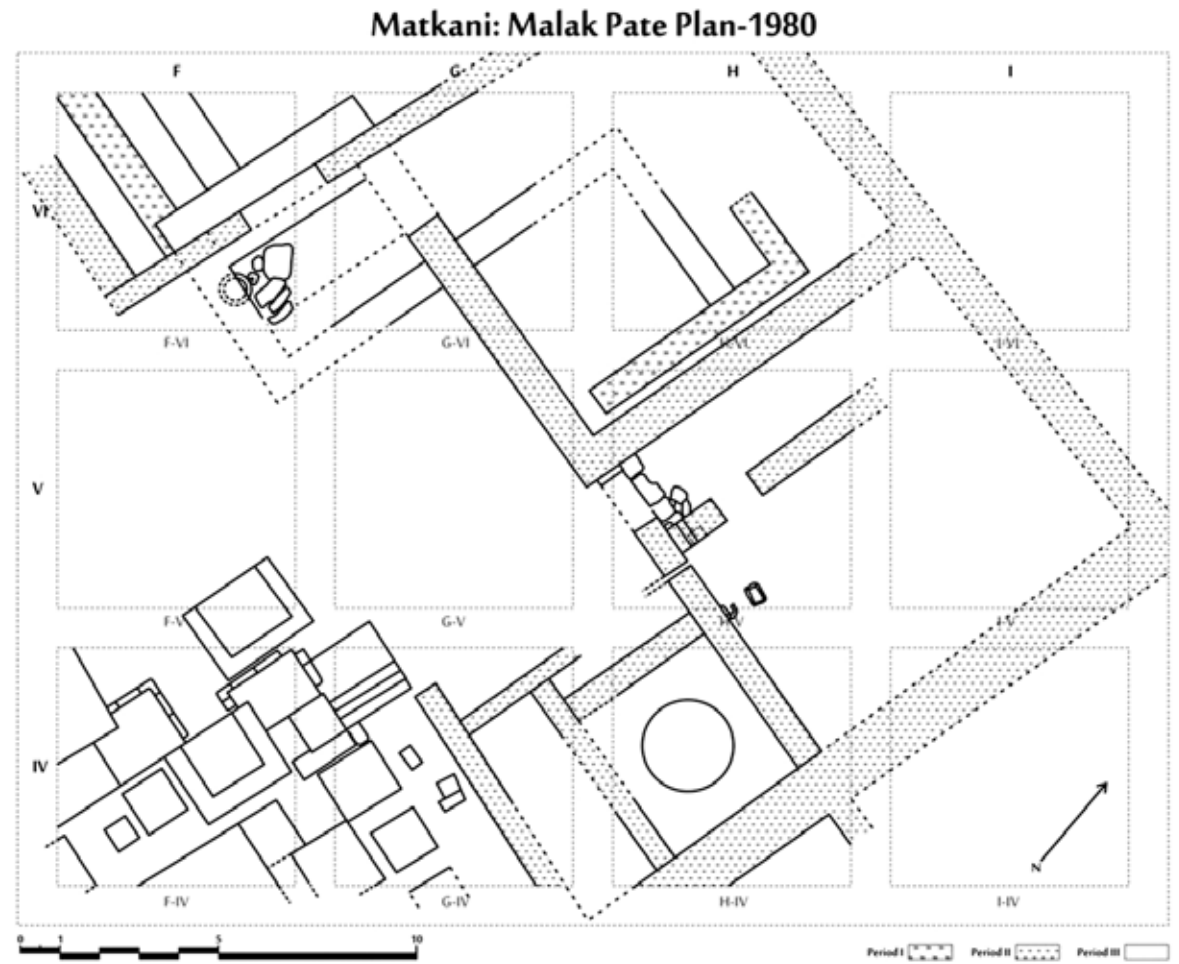 Matkani: Malak Pate Plan-1980
F G H I
VI
F-VI G-VI H-VI I-VI
V
F-V G-V H-V I-V
IV
N
F-IV G-IV H-IV I-IV
0 1 5 10
Period I Period II Period III